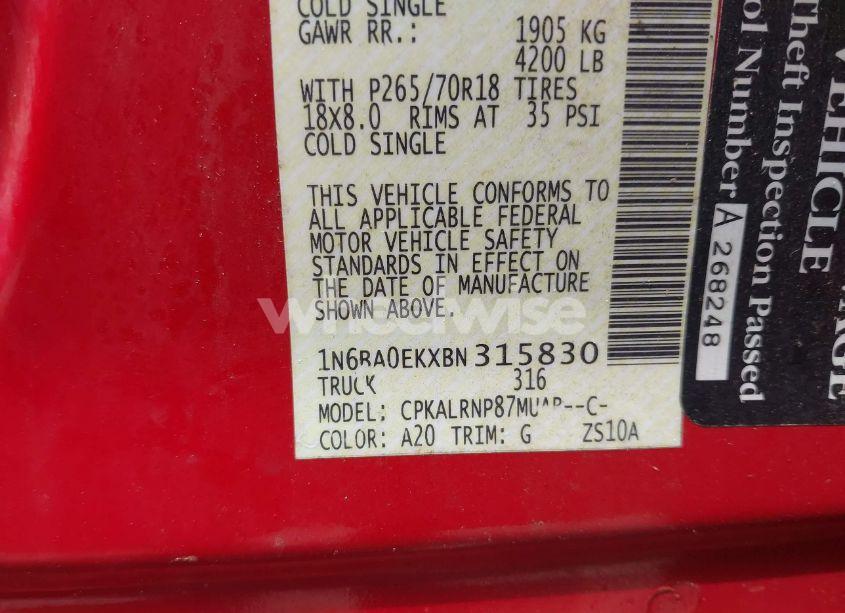 COLD SINGLE
GAWR RR.: 1905 KG
4200 LB
WITH P265/70R18 TIRES
18X8.0 RIMS AT 35 PSI
COLD SINGLE
THIS VEHICLE CONFORMS TO
ALL APPLICABLE FEDERAL
MOTOR VEHICLE SAFETY
STANDARDS IN EFFECT ON
THE DATE OF MANUFACTURE
SHOWN ABOVE.
wheelwise
1N6BA0EKXBN315830
TRUCK 316
MODEL: --C-
COLOR: A20 TRIM: G ZS10A
VEHICLE
Theft Inspection Passed
ol Number A 268248
AGE